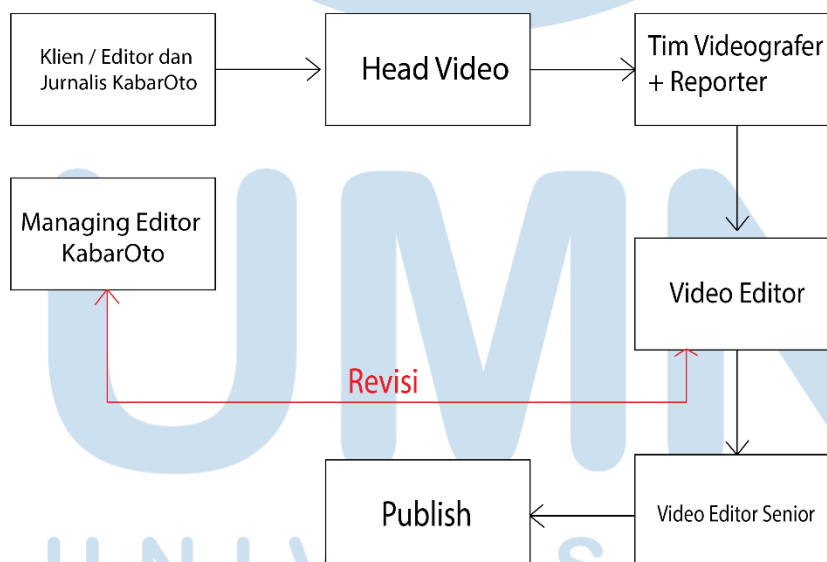 Klien / Editor dan
Jurnalis KabarOto
Head Video
Tim Videografer
+ Reporter
Managing Editor
KabarOto
Video Editor
Revisi
Publish
Video Editor Senior
UMN